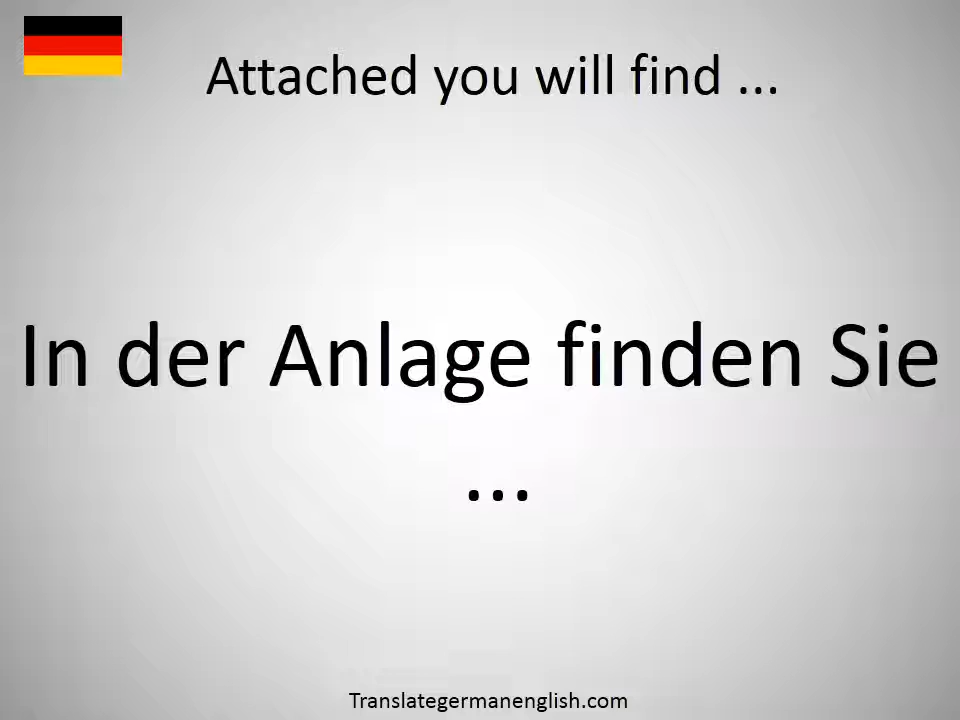 Attached you will find ...
In der Anlage finden Sie
...
Translategermanenglish.com